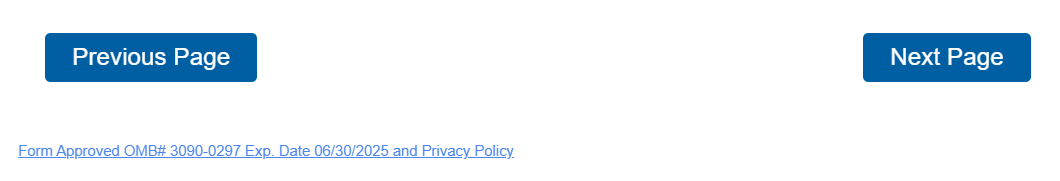 Previous Page
Next Page
Form Approved OMB# 3090-0297 Exp. Date 06/30/2025 and Privacy Policy